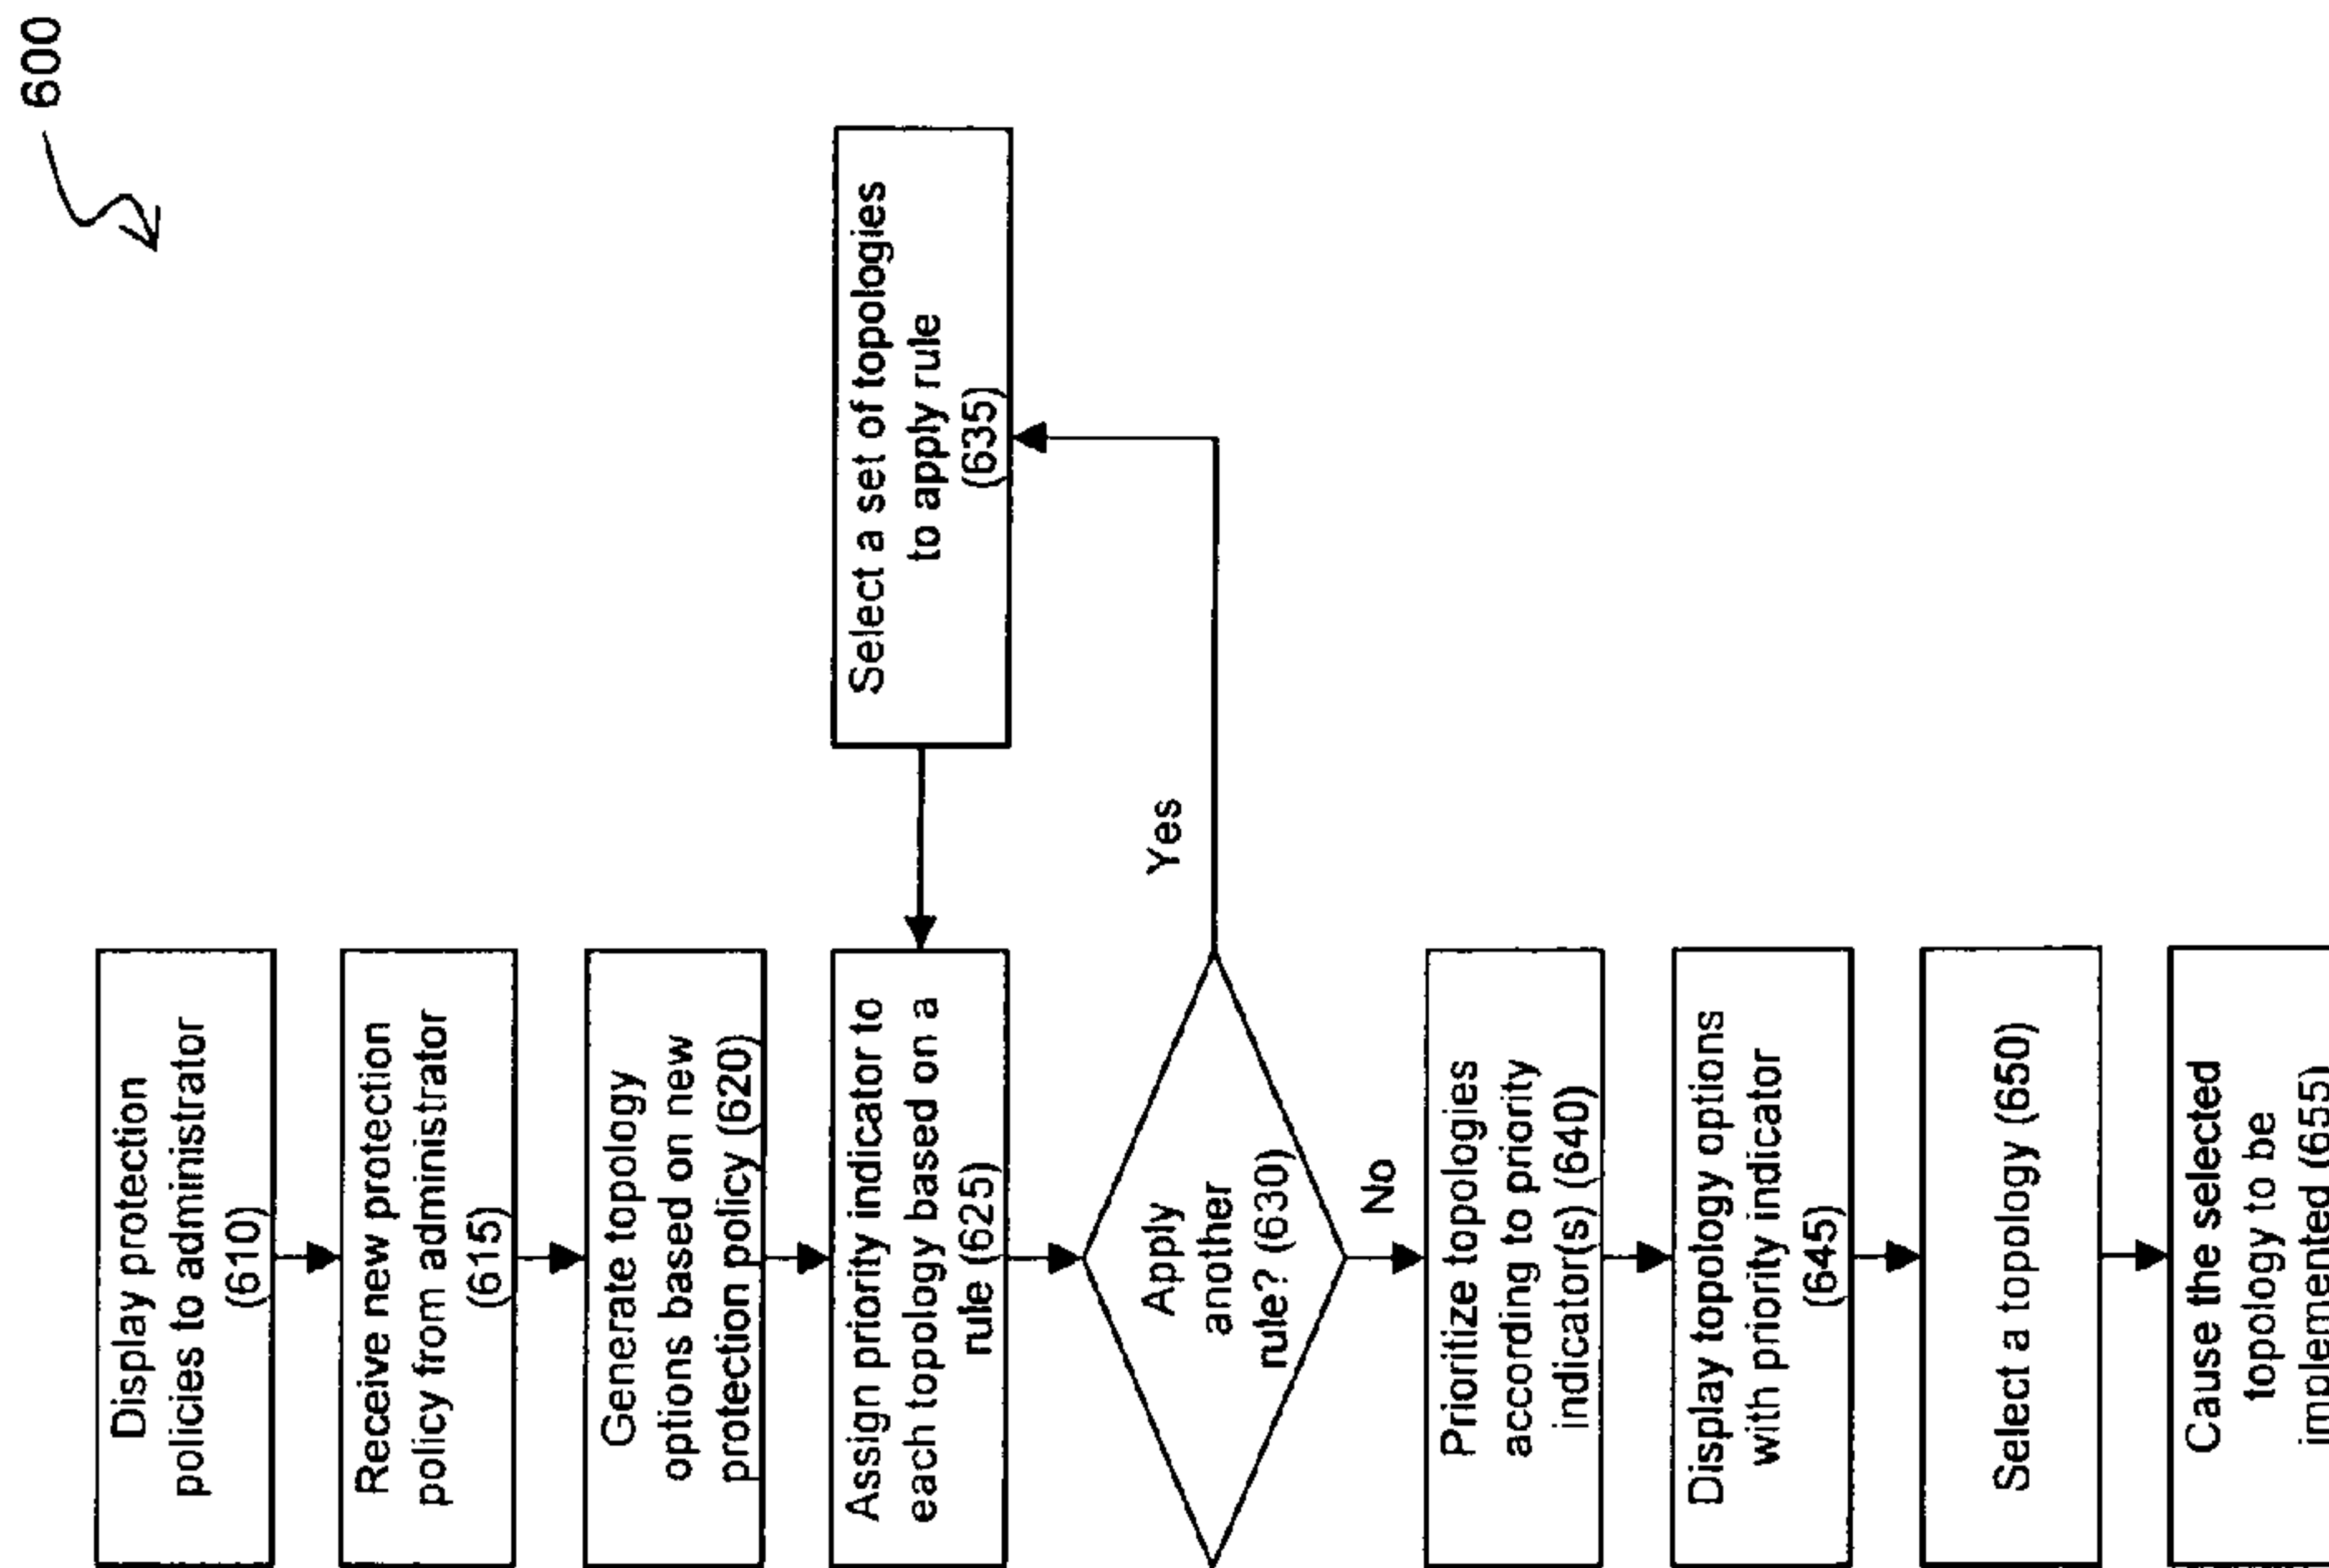 600
Display protection
policies to administrator
(610)
Receive new protection
policy from administrator
(615)
Generate topology
options based on new
protection policy (620)
Assign priority indicator to
each topology based on a
rule (625)
Select a set of topologies
to apply rule
(635)
Apply
another
rule? (630)
Yes
No
Prioritize topologies
according to priority
indicator(s) (640)
Display topology options
with priority indicator
(645)
Select a topology (650)
Cause the selected
topology to be
implemented (655)